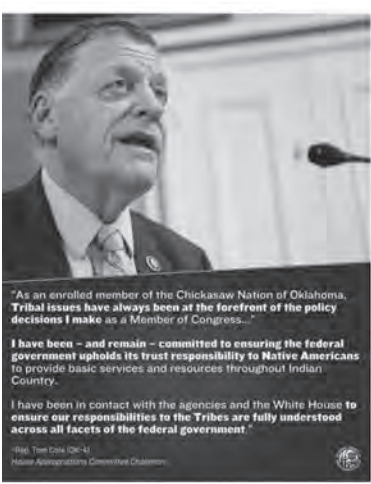 "As an enrolled member of the Chickasaw Nation of Oklahoma,
Tribal issues have always been at the forefront of the policy
decisions I make as a Member of Congress..."
I have been – and remain – committed to ensuring the federal
government upholds its trust responsibility to Native Americans
to provide basic services and resources throughout Indian
Country.
I have been in contact with the agencies and the White House to
ensure our responsibilities to the Tribes are fully understood
across all facets of the federal government."
-Rep. Tom Cole (OK-4)
House Appropriations Committee Chairman